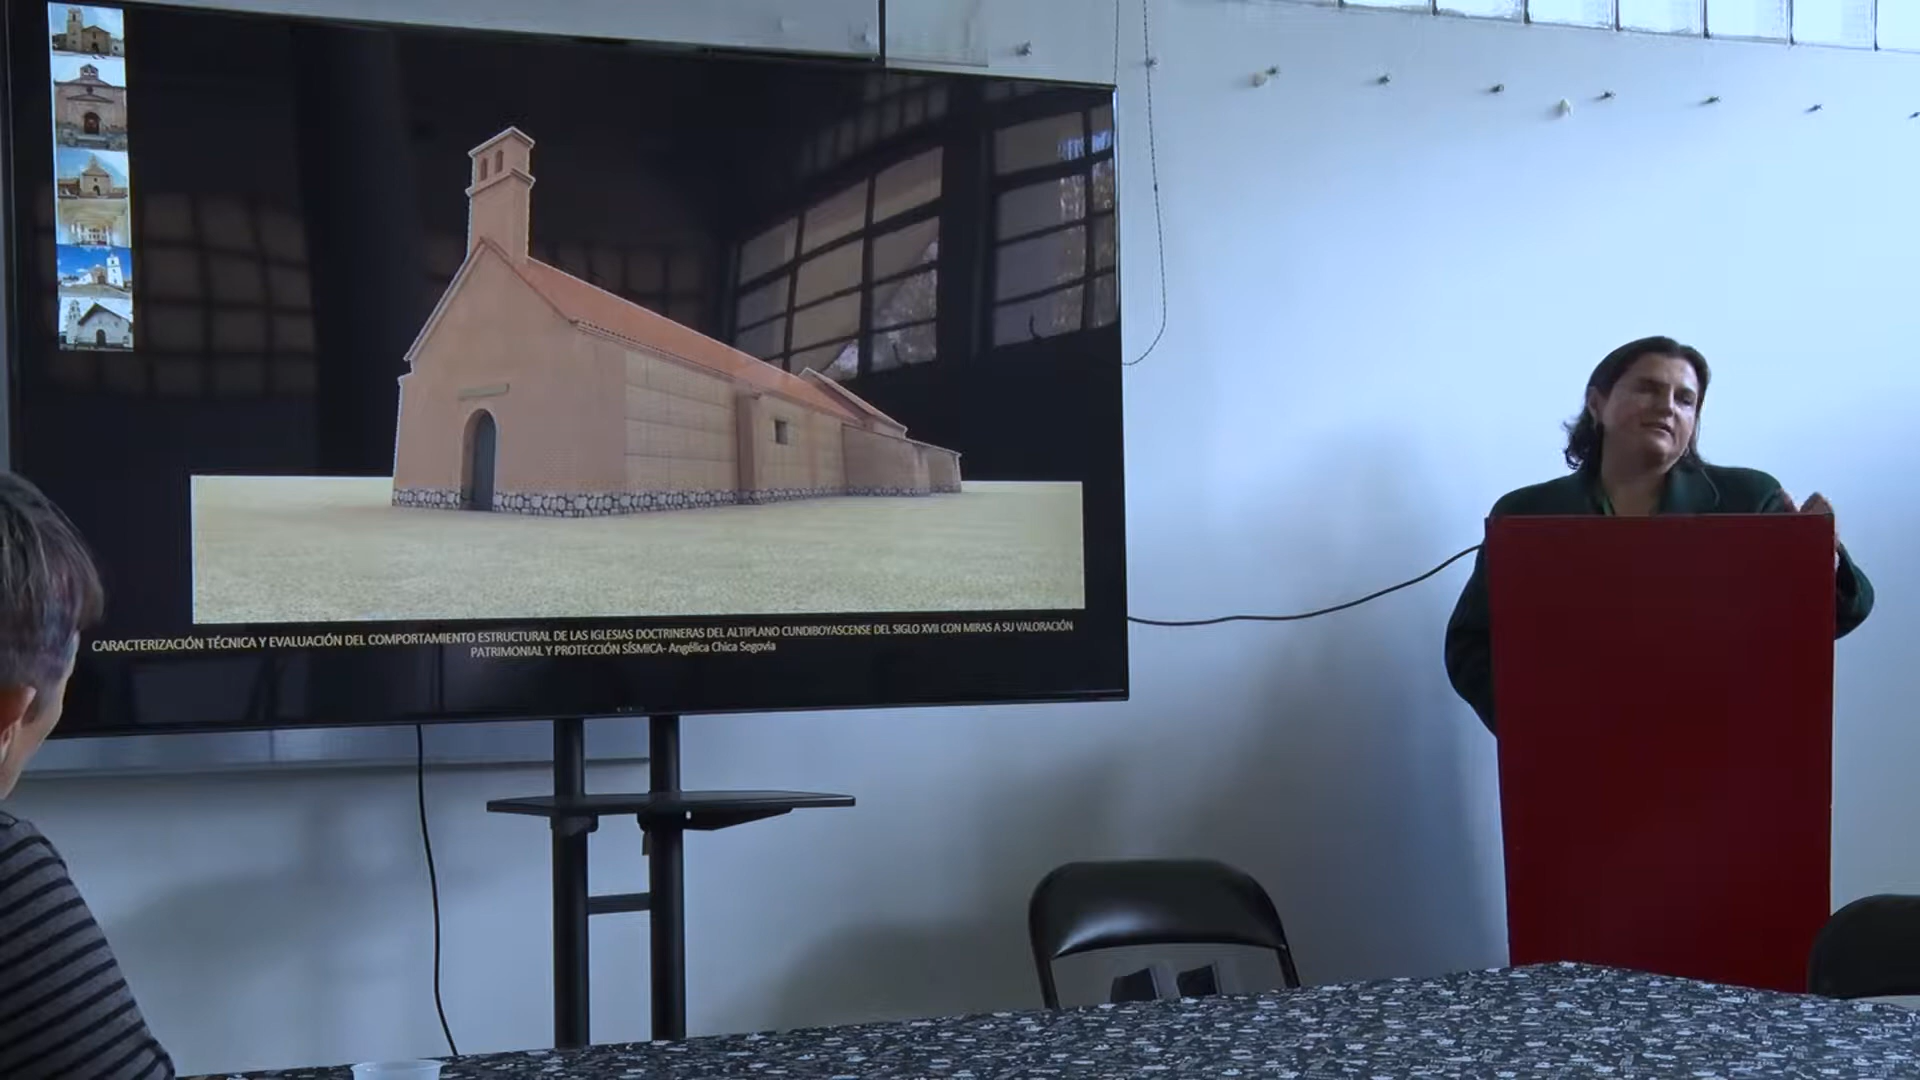 CARACTERIZACIÓN TÉCNICA Y EVALUACIÓN DEL COMPORTAMIENTO ESTRUCTURAL DE LAS IGLESIAS DOCTRINERAS DEL ALTIPLANO CUNDIBOYASCENSE DEL SIGLO XVII CON MIRAS A SU VALORACIÓN
PATRIMONIAL Y PROTECCIÓN SÍSMICA- Angélica Chica Segovia